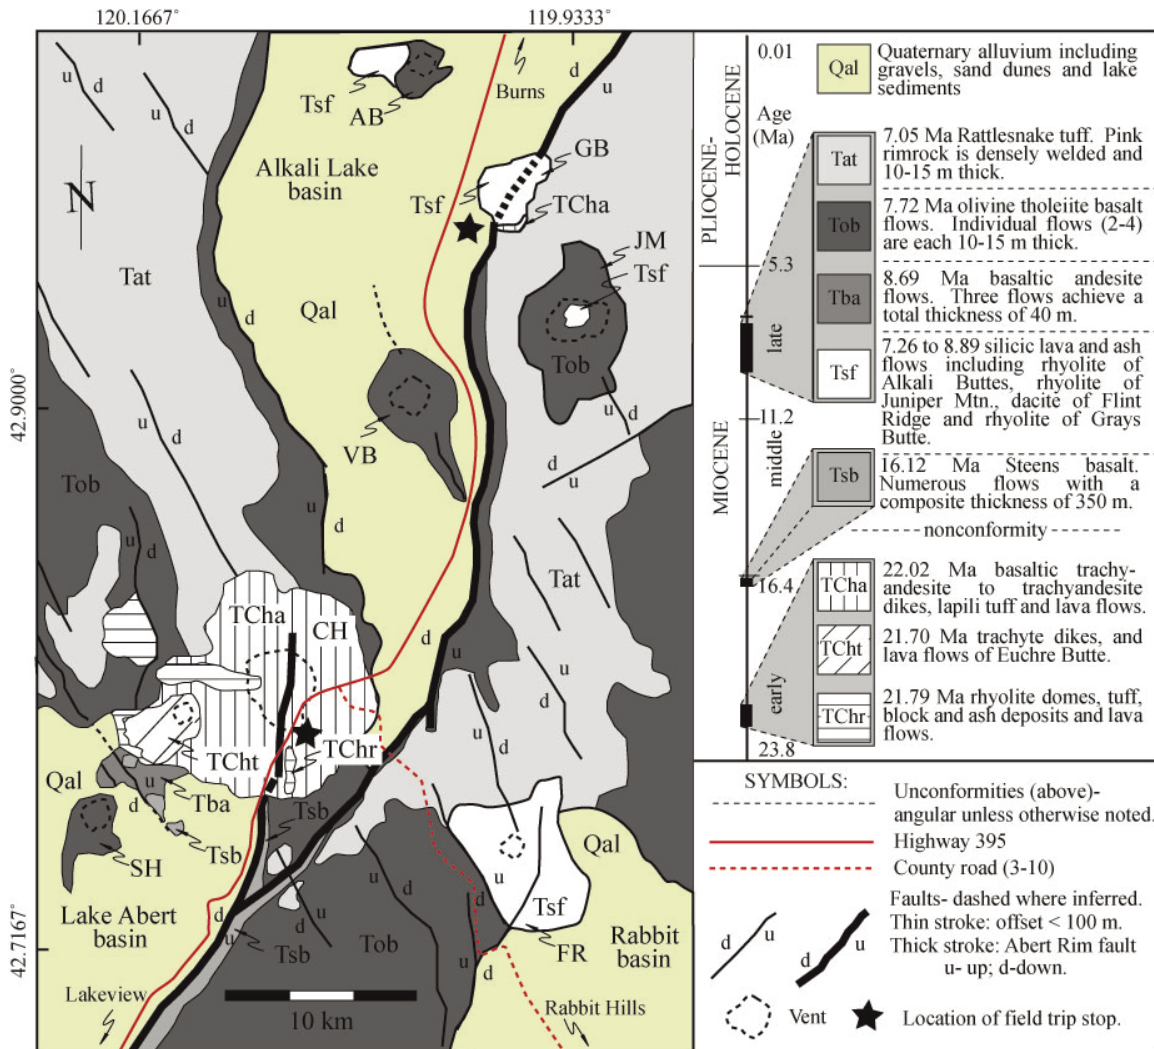 120.1667
119.9333
42.9000
42.7167
u
d
u
d
Tsf
AB
Burns
d
u
N
Alkali Lake
basin
Tsf
GB
TCha
JM
Tsf
Tat
Qal
u
d
Tob
u
d
VB
u
d
d
u
Tob
u
d
u
d
u
d
Tat
TCha
CH
d
u
u
d
TCht
TChr
Qal
u
d
Tba
Tsb
Tsb
u
d
SH
u
d
u
d
u
Qal
Tsf
FR
Lake Abert
basin
d
u
Tsb
Tob
u
d
Rabbit
basin
Lakeview
10 km
Rabbit Hills
PLIOCENE-
HOLOCENE
MIOCENE
0.01
Age
(Ma)
5.3
late
11.2
middle
16.4
early
23.8
Qal
Quaternary alluvium including
gravels, sand dunes and lake
sediments
Tat
7.05 Ma Rattlesnake tuff. Pink
rimrock is densely welded and
10-15 m thick.
Tob
7.72 Ma olivine tholeiite basalt
flows. Individual flows (2-4)
are each 10-15 m thick.
Tba
8.69 Ma basaltic andesite
flows. Three flows achieve a
total thickness of 40 m.
Tsf
7.26 to 8.89 silicic lava and ash
flows including rhyolite of
Alkali Buttes, rhyolite of
Juniper Mtn., dacite of Flint
Ridge and rhyolite of Grays
Butte.
Tsb
16.12 Ma Steens basalt.
Numerous flows with a
composite thickness of 350 m.
nonconformity
TCha
22.02 Ma basaltic trachy-
andesite to trachyandesite
dikes, lapili tuff and lava flows.
TCht
21.70 Ma trachyte dikes, and
lava flows of Euchre Butte.
TChr
21.79 Ma rhyolite domes, tuff,
block and ash deposits and lava
flows.
SYMBOLS:
Unconformities (above)-
angular unless otherwise noted.
Highway 395
County road (3-10)
Faults- dashed where inferred.
Thin stroke: offset < 100 m.
Thick stroke: Abert Rim fault
u- up; d-down.
d
u
d
u
Vent
Location of field trip stop.